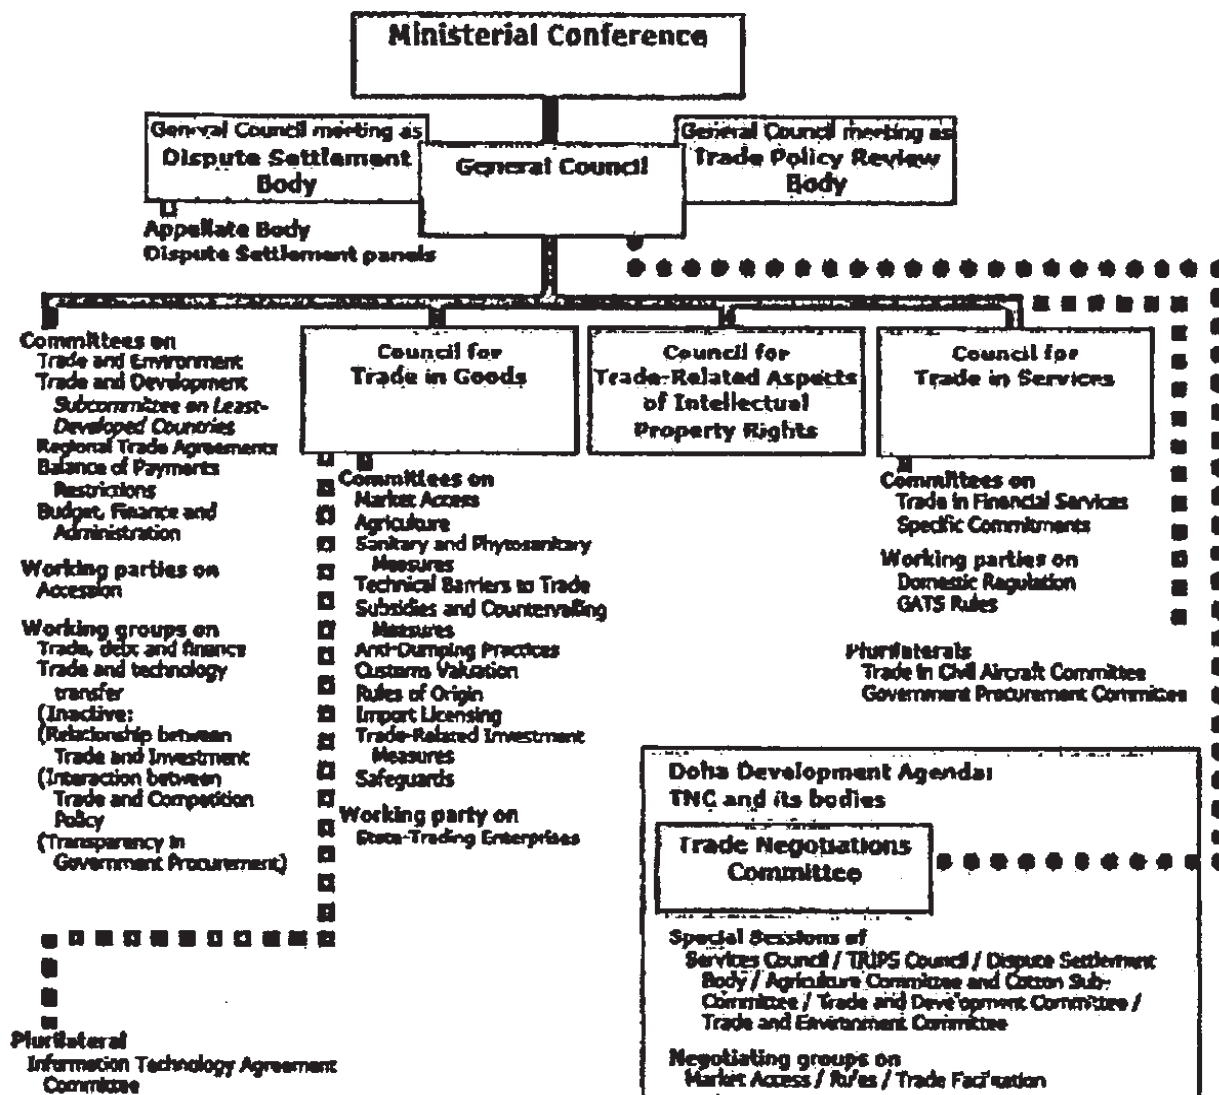 Ministerial Conference
General Council meeting as
Dispute Settlement
Body
General Council
General Council meeting as
Trade Policy Review
Body
Appellate Body
Dispute Settlement panels
Committees on
Trade and Environment
Trade and Development
Subcommittee on Least-
Developed Countries
Regional Trade Agreements
Balance of Payments
Restrictions
Budget, Finance and
Administration
Working parties on
Accession
Working groups on
Trade, debt and finance
Trade and technology
transfer
(Inactive:
(Relationship between
Trade and Investment
(Interaction between
Trade and Competition
Policy
(Transparency in
Government Procurement)
Council for
Trade in Goods
Committees on
Market Access
Agriculture
Sanitary and Phytosanitary
Measures
Technical Barriers to Trade
Subsidies and Countervailing
Measures
Anti-Dumping Practices
Customs Valuation
Rules of Origin
Import Licensing
Trade-Related Investment
Measures
Safeguards
Working party on
State-Trading Enterprises
Plurilateral
Information Technology Agreement
Committee
Council for
Trade-Related Aspects
of Intellectual
Property Rights
Council for
Trade in Services
Committees on
Trade in Financial Services
Specific Commitments
Working parties on
Domestic Regulation
GATS Rules
Plurilaterals
Trade in Civil Aircraft Committee
Government Procurement Committee
Doha Development Agenda:
TNC and its bodies
Trade Negotiations
Committee
Special Sessions of
Services Council / TRIPS Council / Dispute Settlement
Body / Agriculture Committee and Cotton Sub-
Committee / Trade and Development Committee /
Trade and Environment Committee
Negotiating groups on
Market Access / Rules / Trade Facilitation